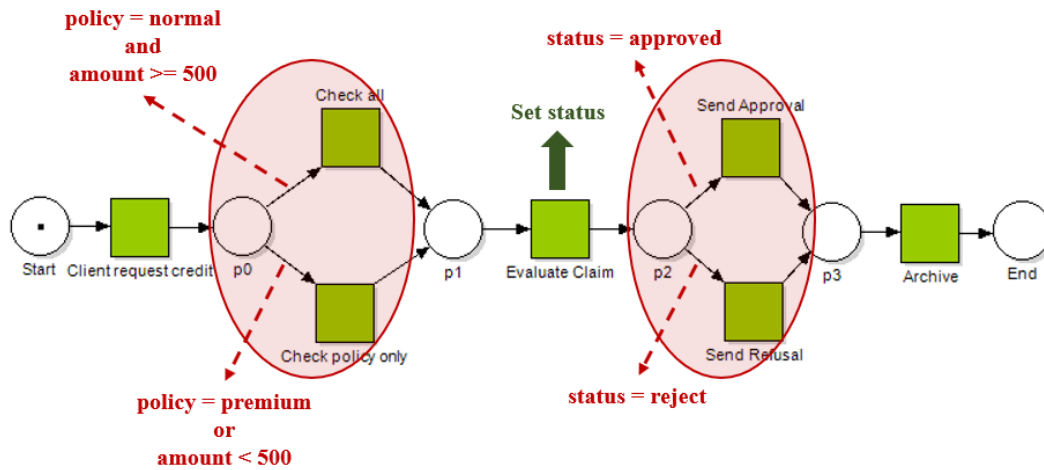 policy = normal
and
amount >= 500
status = approved
Check all
Send Approval
Set status
Start
Client request credit
p0
p1
Evaluate Claim
p2
p3
Archive
End
Check policy only
Send Refusal
policy = premium
or
amount < 500
status = reject